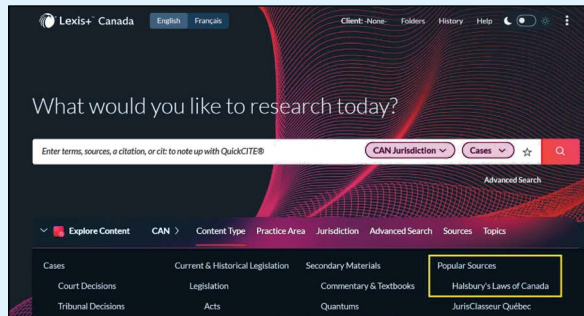 Lexis+® Canada English Français Client: -None- Folders History Help
What would you like to research today?
Enter terms, sources, a citation, or cit: to note up with QuickCITE® CAN Jurisdiction Cases
Advanced Search
Explore Content CAN > Content Type Practice Area Jurisdiction Advanced Search Sources Topics
Cases Current & Historical Legislation Secondary Materials Popular Sources
Court Decisions Legislation Commentary & Textbooks Halsbury's Laws of Canada
Tribunal Decisions Acts Quantums JurisClasseur Québec